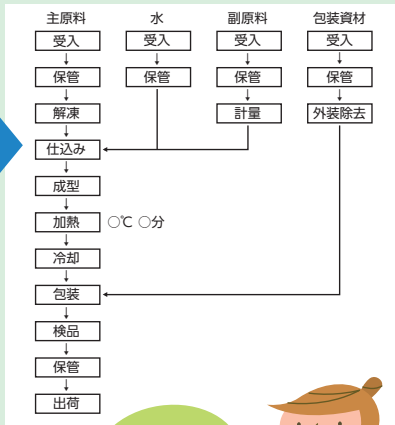 主原料 水 副原料 包装資材
受入 受入 受入 受入
保管 保管 保管 保管
解凍 計量 外装除去
仕込み
成型
加熱 ○℃ ○分
冷却
包装
検品
保管
出荷